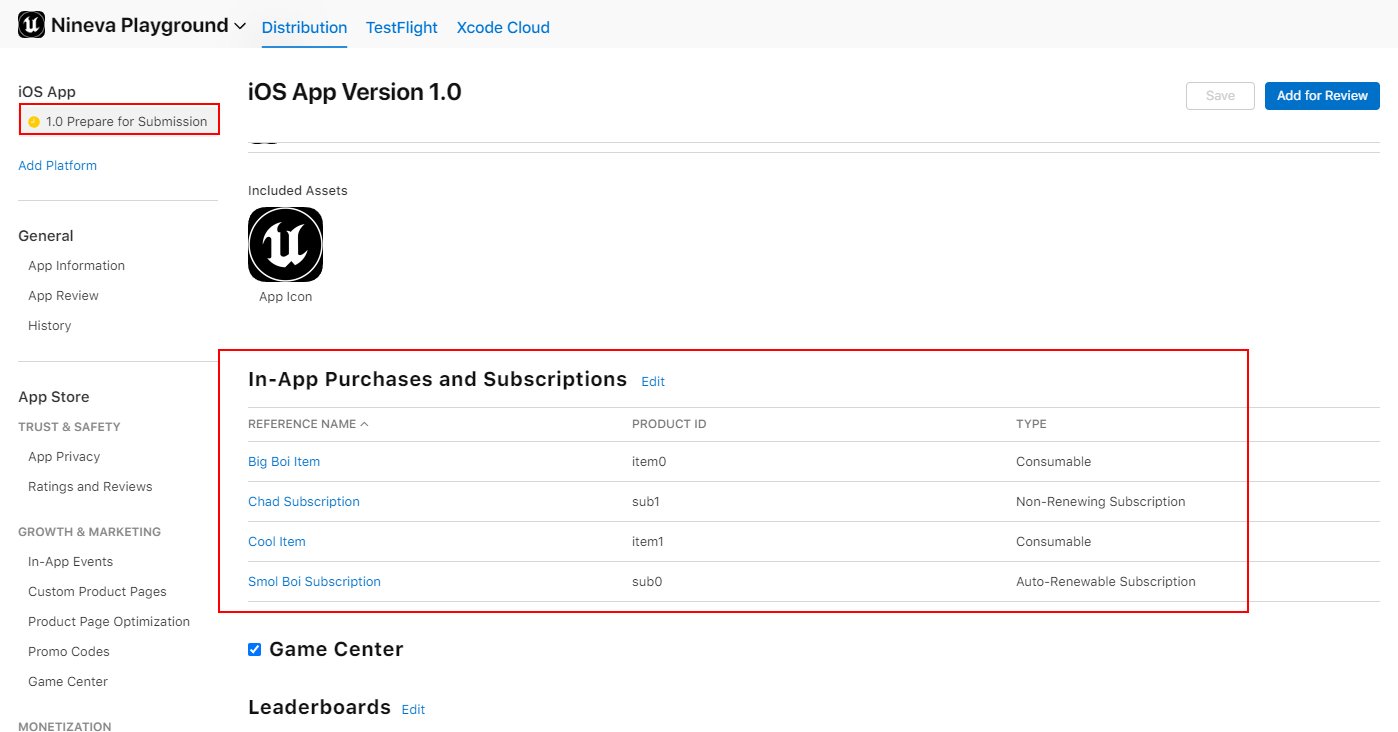 Nineva Playground
Distribution TestFlight Xcode Cloud
iOS App
1.0 Prepare for Submission
Add Platform
General
App Information
App Review
History
App Store
TRUST & SAFETY
App Privacy
Ratings and Reviews
GROWTH & MARKETING
In-App Events
Custom Product Pages
Product Page Optimization
Promo Codes
Game Center
MONETIZATION
iOS App Version 1.0
Save Add for Review
Included Assets
App Icon
In-App Purchases and Subscriptions Edit
REFERENCE NAME PRODUCT ID TYPE
Big Boi Item item0 Consumable
Chad Subscription sub1 Non-Renewing Subscription
Cool Item item1 Consumable
Smol Boi Subscription sub0 Auto-Renewable Subscription
Game Center
Leaderboards Edit